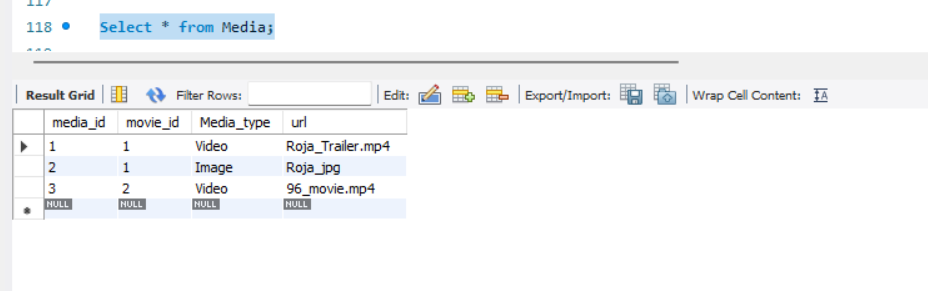 117
118 Select * from Media;
Result Grid Filter Rows: Edit: Export/Import: Wrap Cell Content: IA
media_id movie_id Media_type url
1 1 Video Roja_Trailer.mp4
2 1 Image Roja_jpg
3 2 Video 96_movie.mp4
NULL NULL NULL NULL